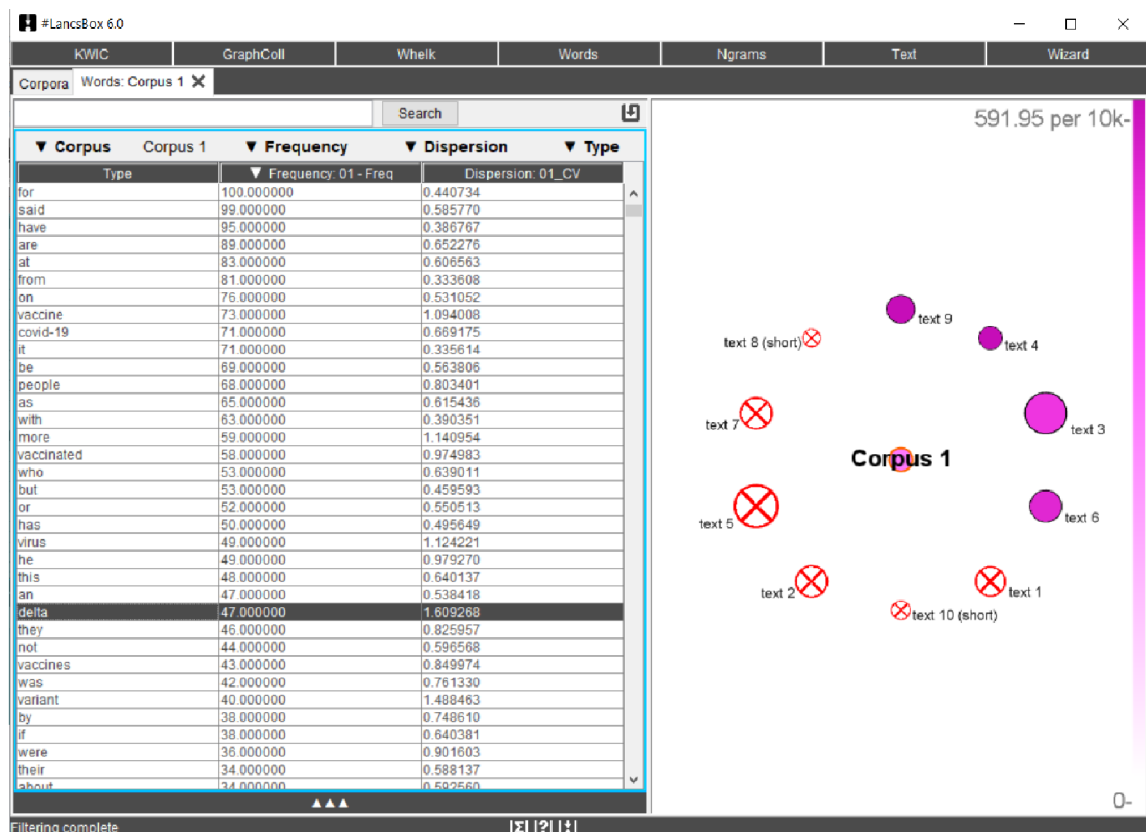 #LancsBox 6.0
KWIC GraphColl Whelk Words Ngrams Text Wizard
Corpora Words: Corpus 1
Search
▼ Corpus Corpus 1 ▼ Frequency ▼ Dispersion ▼ Type
Type ▼ Frequency: 01 - Freq Dispersion: 01_CV
for 100.000000 0.440734
said 99.000000 0.585770
have 95.000000 0.386767
are 89.000000 0.652276
at 83.000000 0.606563
from 81.000000 0.333608
on 76.000000 0.531052
vaccine 73.000000 1.094008
covid-19 71.000000 0.669175
it 71.000000 0.335614
be 69.000000 0.563806
people 68.000000 0.803401
as 65.000000 0.615436
with 63.000000 0.390351
more 59.000000 1.140954
vaccinated 58.000000 0.974983
who 53.000000 0.639011
but 53.000000 0.459593
or 52.000000 0.550513
has 50.000000 0.495649
virus 49.000000 1.124221
he 49.000000 0.979270
this 48.000000 0.640137
an 47.000000 0.538418
delta 47.000000 1.609268
they 46.000000 0.825957
not 44.000000 0.596568
vaccines 43.000000 0.849974
was 42.000000 0.761330
variant 40.000000 1.488463
by 38.000000 0.748610
if 38.000000 0.640381
were 36.000000 0.901603
their 34.000000 0.588137
about 34.000000 0.592560
▲▲▲
Filtering complete
|Σ| |?| |±|
591.95 per 10k-
text 9
text 8 (short)
text 4
text 7
text 3
Corpus 1
text 5
text 6
text 2
text 1
text 10 (short)
0-